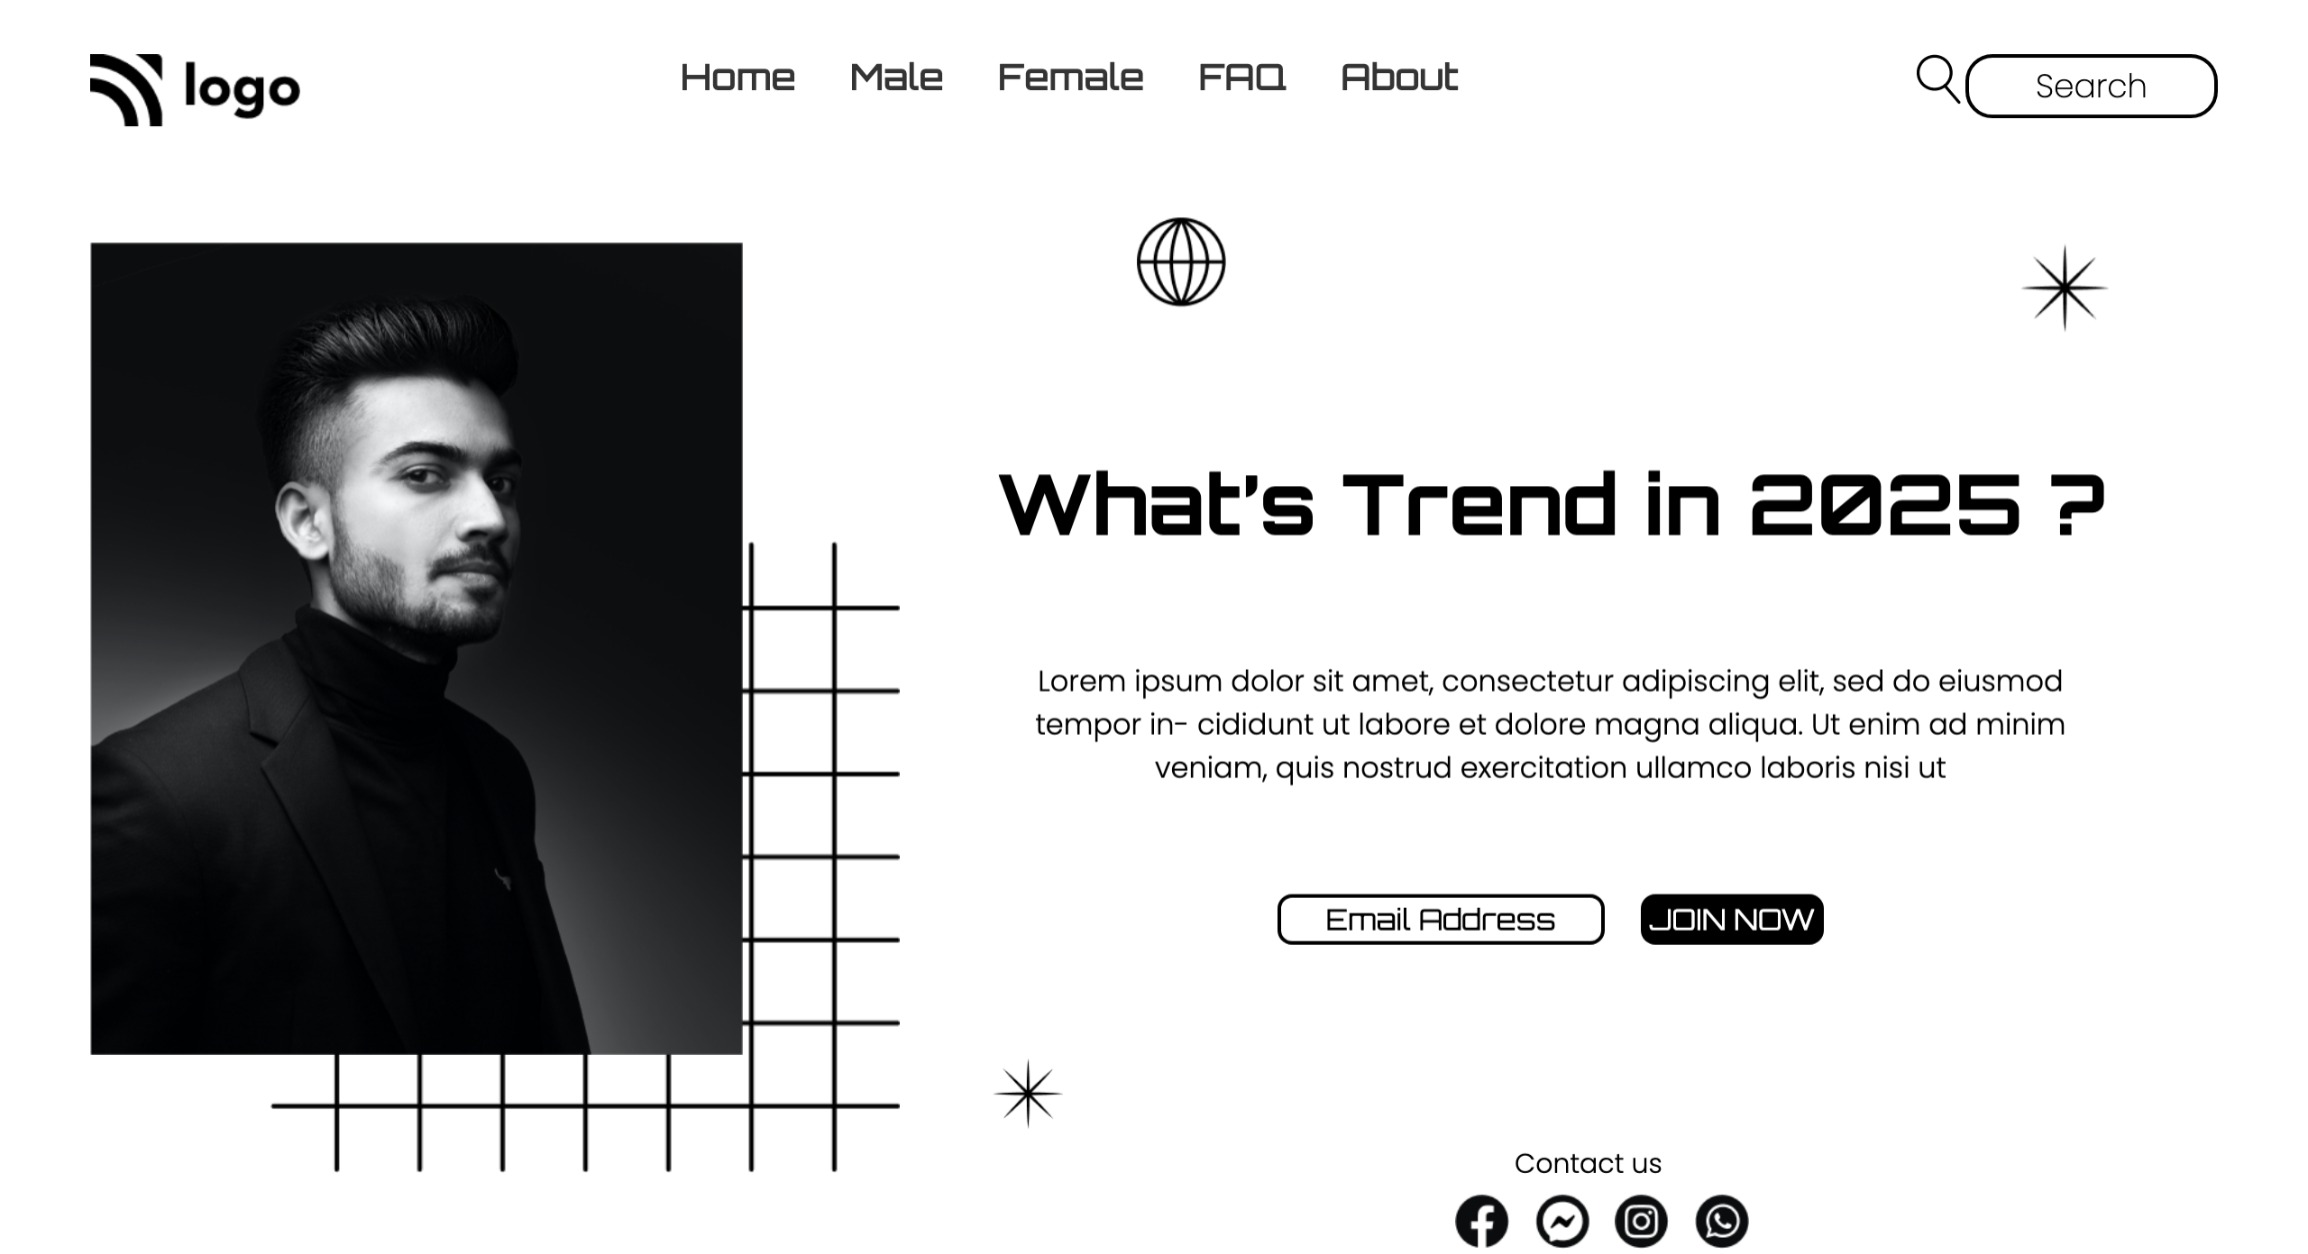 logo
Home Male Female FAQ About
Search
What's Trend in 2025 ?
Lorem ipsum dolor sit amet, consectetur adipiscing elit, sed do eiusmod
tempor in- cididunt ut labore et dolore magna aliqua. Ut enim ad minim
veniam, quis nostrud exercitation ullamco laboris nisi ut
Email Address
JOIN NOW
Contact us